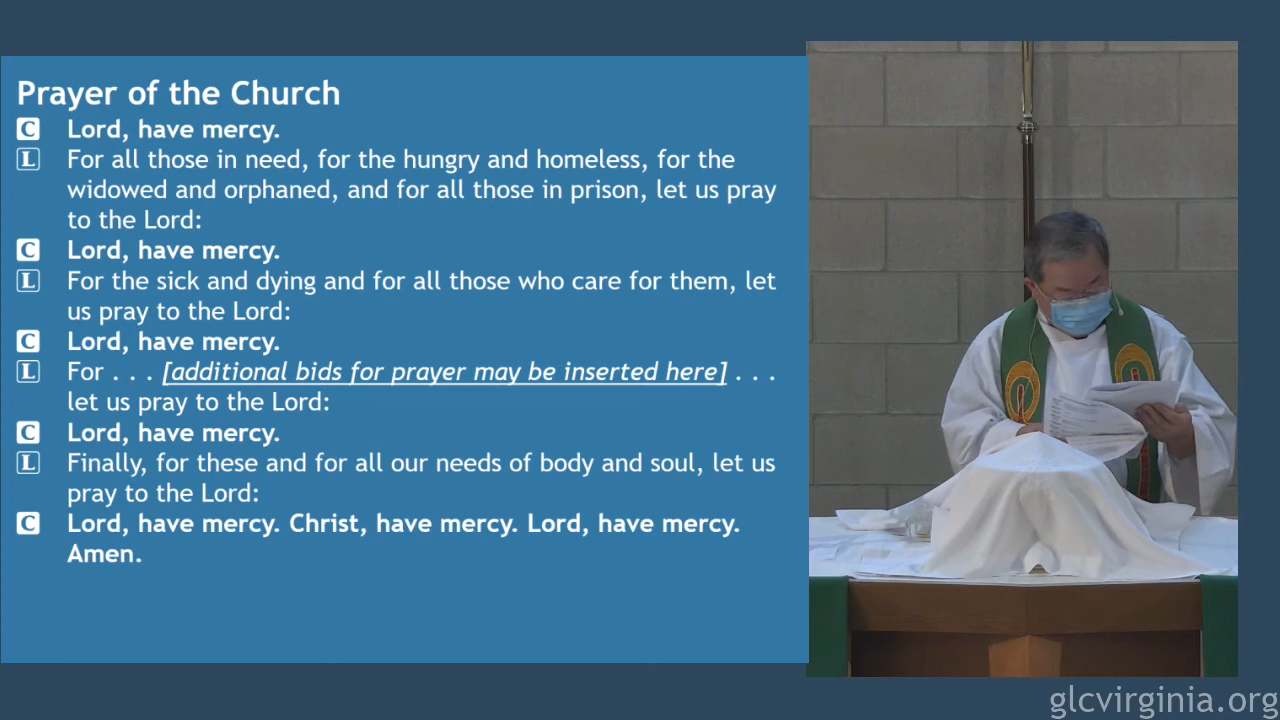 Prayer of the Church
C Lord, have mercy.
L For all those in need, for the hungry and homeless, for the
widowed and orphaned, and for all those in prison, let us pray
to the Lord:
C Lord, have mercy.
L For the sick and dying and for all those who care for them, let
us pray to the Lord:
C Lord, have mercy.
L For . . . [additional bids for prayer may be inserted here] . . .
let us pray to the Lord:
C Lord, have mercy.
L Finally, for these and for all our needs of body and soul, let us
pray to the Lord:
C Lord, have mercy. Christ, have mercy. Lord, have mercy.
Amen.
glcvirginia.org